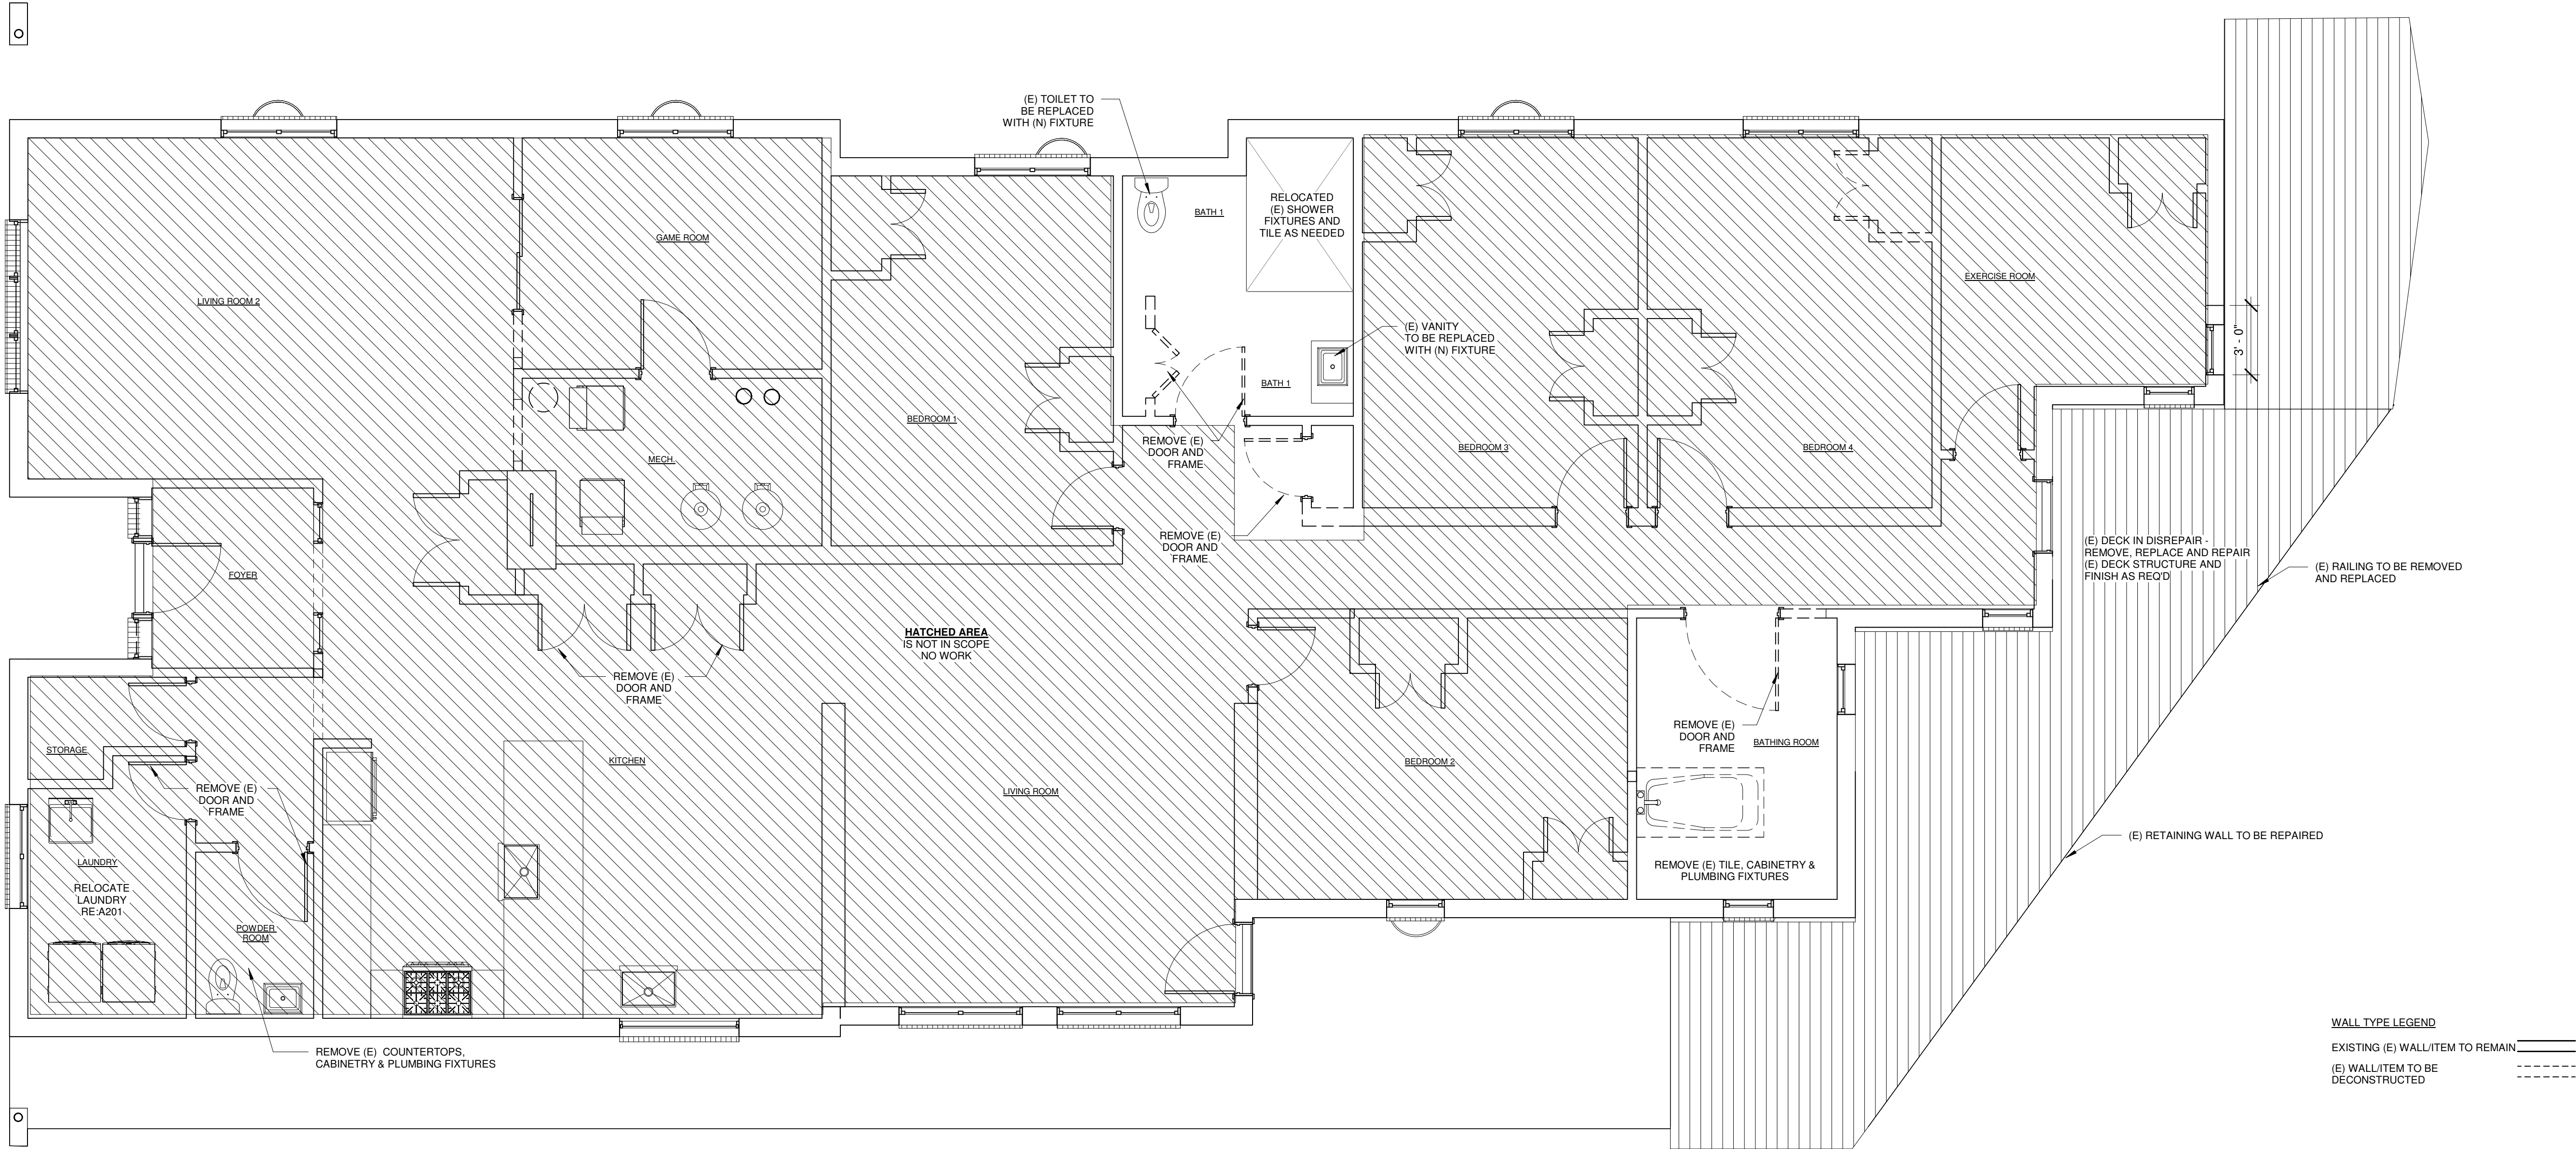 (E) TOILET TO
BE REPLACED
WITH (N) FIXTURE
BATH 1
RELOCATED
(E) SHOWER
FIXTURES AND
TILE AS NEEDED
GAME ROOM
LIVING ROOM 2
EXERCISE ROOM
3' - 0"
(E) VANITY
TO BE REPLACED
WITH (N) FIXTURE
BATH 1
BEDROOM 1
REMOVE (E)
DOOR AND
FRAME
BEDROOM 3
BEDROOM 4
MECH.
REMOVE (E)
DOOR AND
FRAME
(E) DECK IN DISREPAIR -
REMOVE, REPLACE AND REPAIR
(E) DECK STRUCTURE AND
FINISH AS REQ'D
(E) RAILING TO BE REMOVED
AND REPLACED
FOYER
HATCHED AREA
IS NOT IN SCOPE
NO WORK
REMOVE (E)
DOOR AND
FRAME
REMOVE (E)
DOOR AND
FRAME
BATHING ROOM
STORAGE
KITCHEN
BEDROOM 2
LIVING ROOM
REMOVE (E)
DOOR AND
FRAME
(E) RETAINING WALL TO BE REPAIRED
LAUNDRY
RELOCATE
LAUNDRY
RE:A201
REMOVE (E) TILE, CABINETRY &
PLUMBING FIXTURES
POWDER
ROOM
REMOVE (E) COUNTERTOPS,
CABINETRY & PLUMBING FIXTURES
WALL TYPE LEGEND
EXISTING (E) WALL/ITEM TO REMAIN
(E) WALL/ITEM TO BE
DECONSTRUCTED